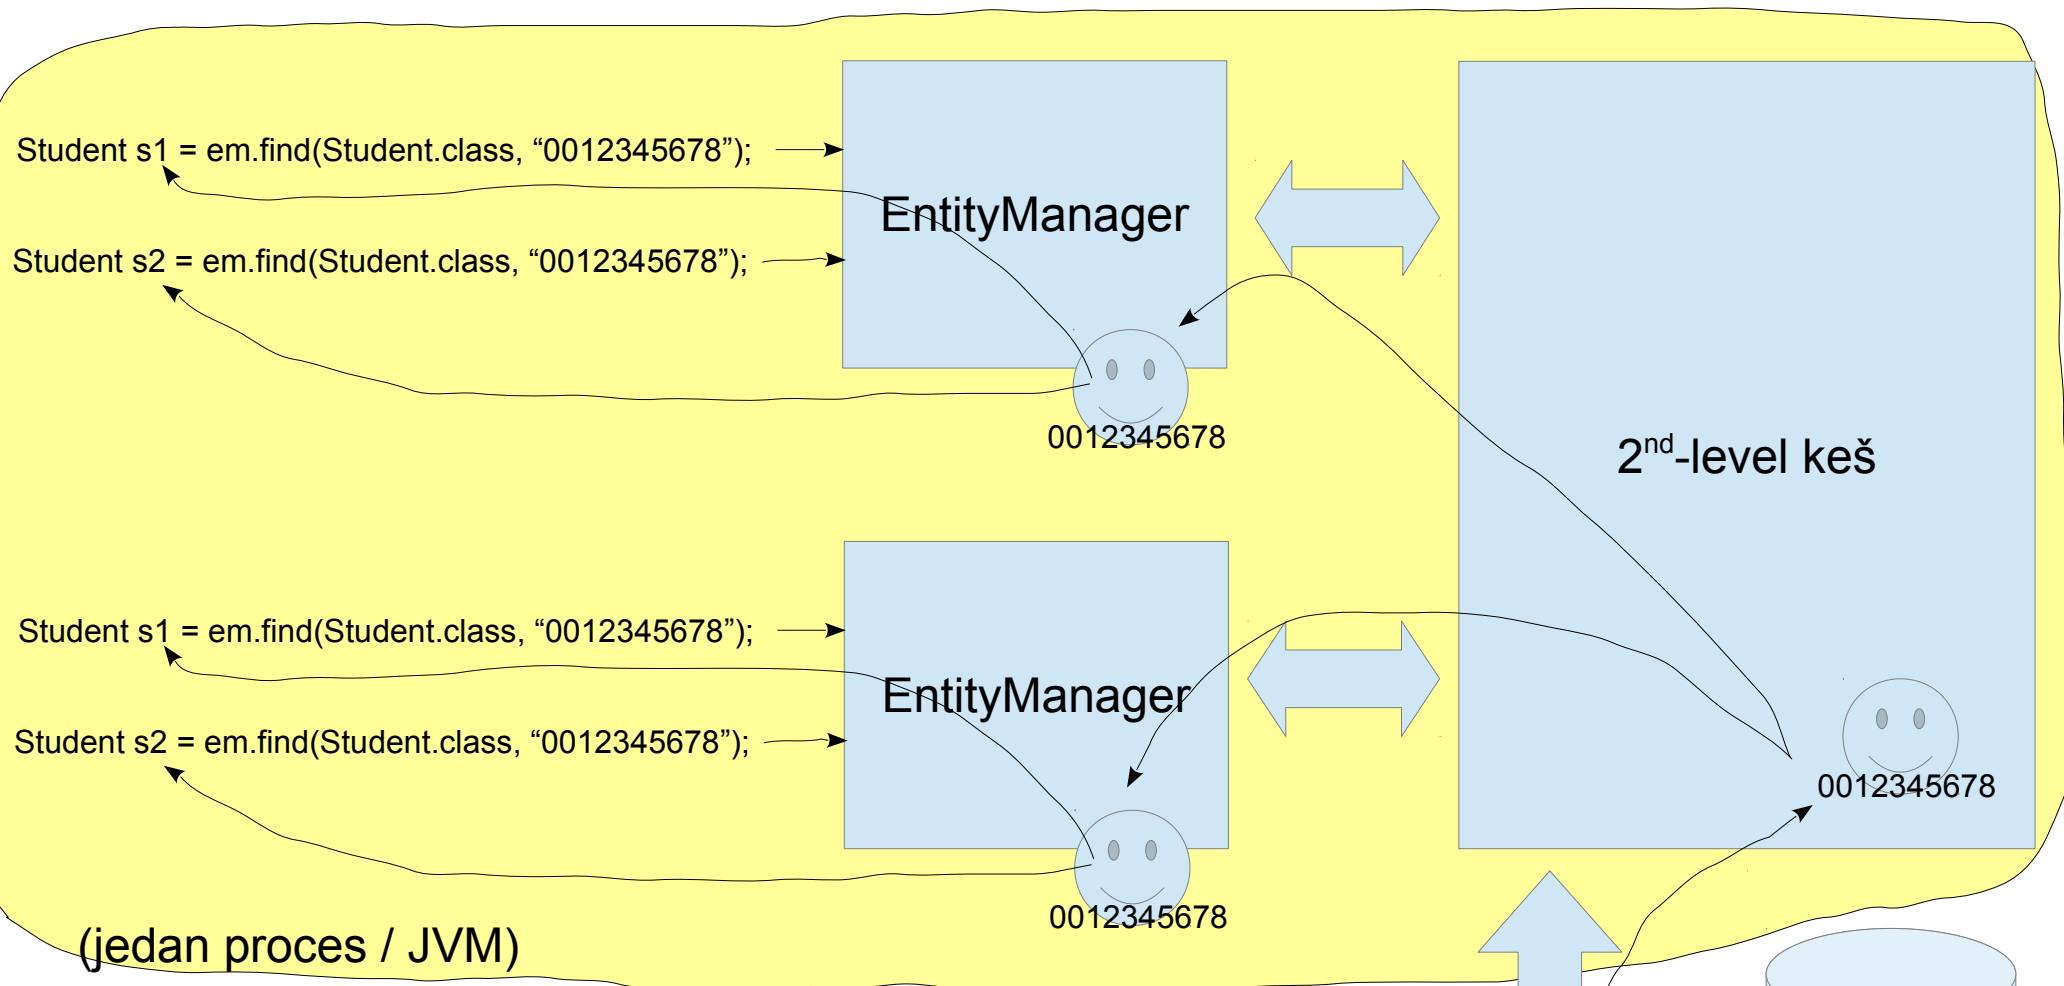 Student s1 = em.find(Student.class, “0012345678”);
EntityManager
Student s2 = em.find(Student.class, “0012345678”);
0012345678
2nd-level keš
Student s1 = em.find(Student.class, “0012345678”);
EntityManager
Student s2 = em.find(Student.class, “0012345678”);
0012345678
0012345678
(jedan proces / JVM)